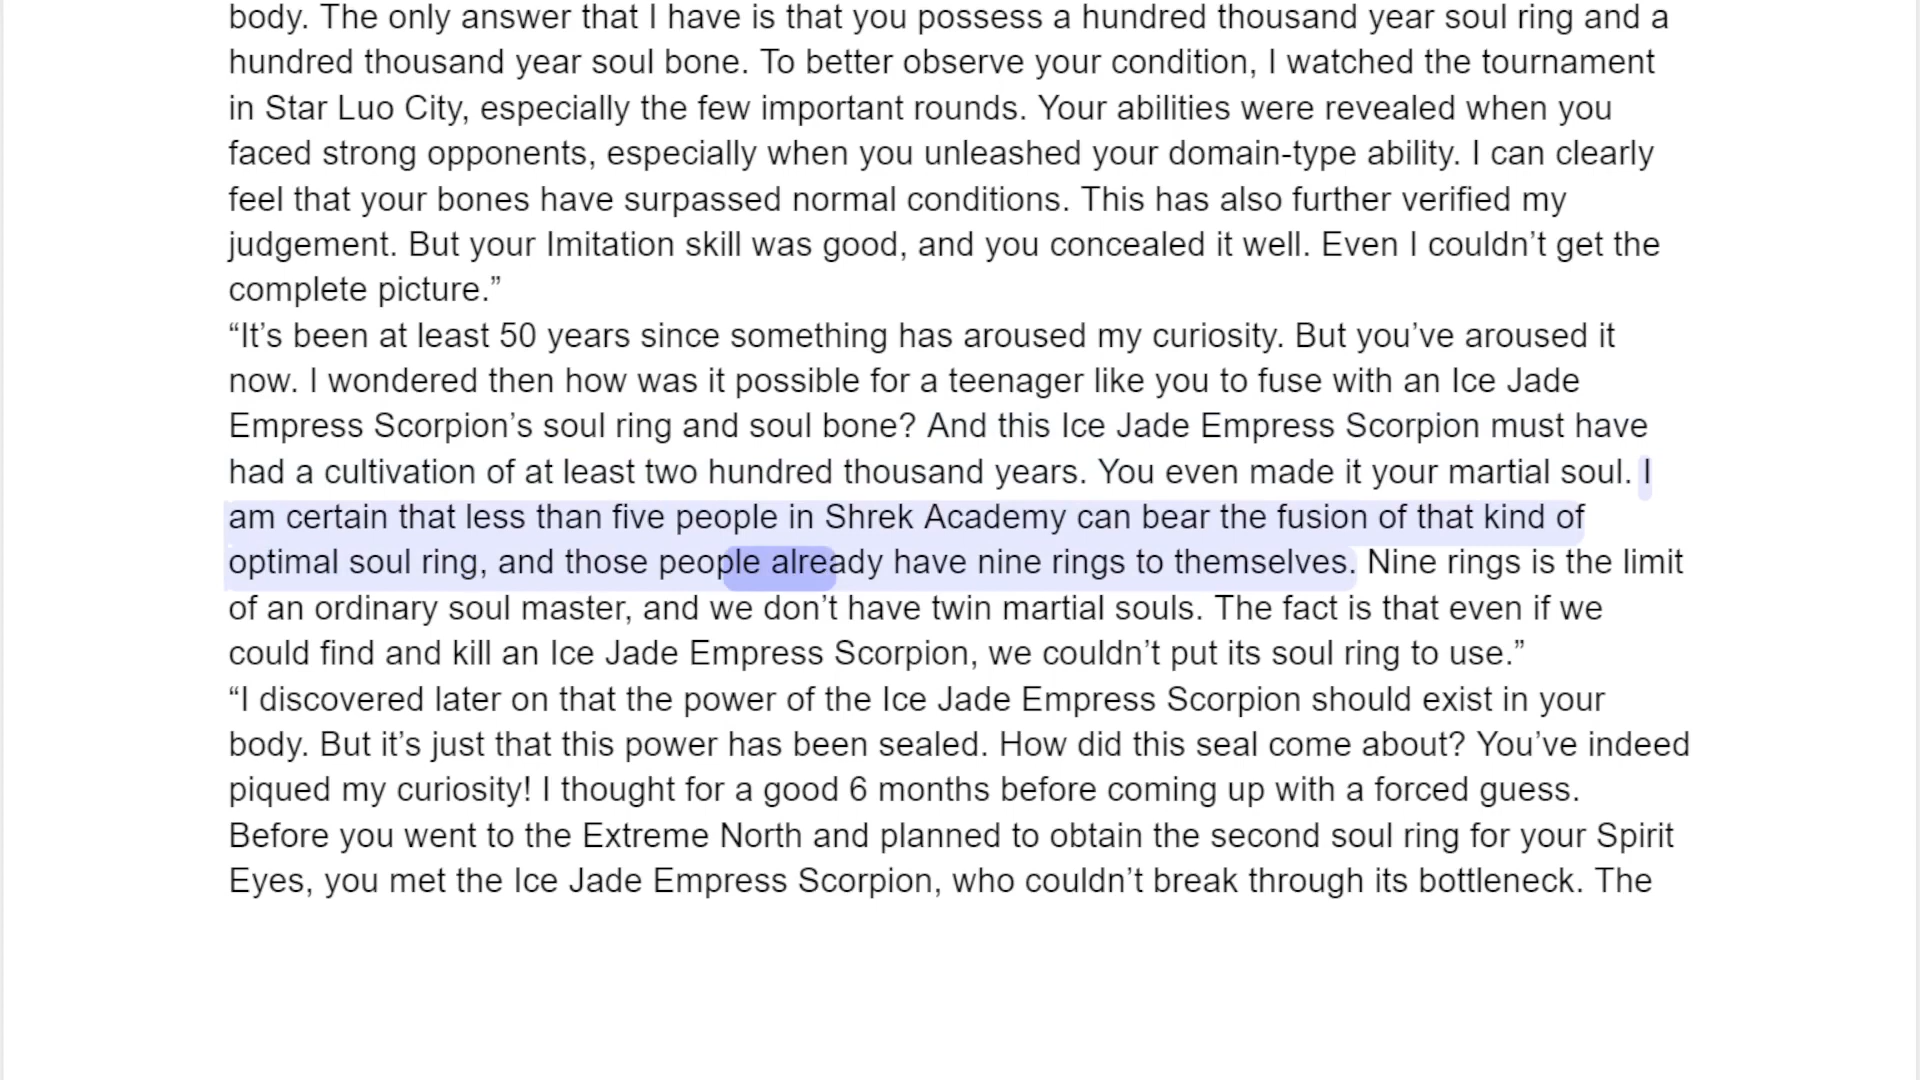 body. The only answer that I have is that you possess a hundred thousand year soul ring and a
hundred thousand year soul bone. To better observe your condition, I watched the tournament
in Star Luo City, especially the few important rounds. Your abilities were revealed when you
faced strong opponents, especially when you unleashed your domain-type ability. I can clearly
feel that your bones have surpassed normal conditions. This has also further verified my
judgement. But your Imitation skill was good, and you concealed it well. Even I couldn’t get the
complete picture.”
“It’s been at least 50 years since something has aroused my curiosity. But you’ve aroused it
now. I wondered then how was it possible for a teenager like you to fuse with an Ice Jade
Empress Scorpion’s soul ring and soul bone? And this Ice Jade Empress Scorpion must have
had a cultivation of at least two hundred thousand years. You even made it your martial soul. I
am certain that less than five people in Shrek Academy can bear the fusion of that kind of
optimal soul ring, and those people already have nine rings to themselves. Nine rings is the limit
of an ordinary soul master, and we don’t have twin martial souls. The fact is that even if we
could find and kill an Ice Jade Empress Scorpion, we couldn’t put its soul ring to use.”
“I discovered later on that the power of the Ice Jade Empress Scorpion should exist in your
body. But it’s just that this power has been sealed. How did this seal come about? You’ve indeed
piqued my curiosity! I thought for a good 6 months before coming up with a forced guess.
Before you went to the Extreme North and planned to obtain the second soul ring for your Spirit
Eyes, you met the Ice Jade Empress Scorpion, who couldn’t break through its bottleneck. The